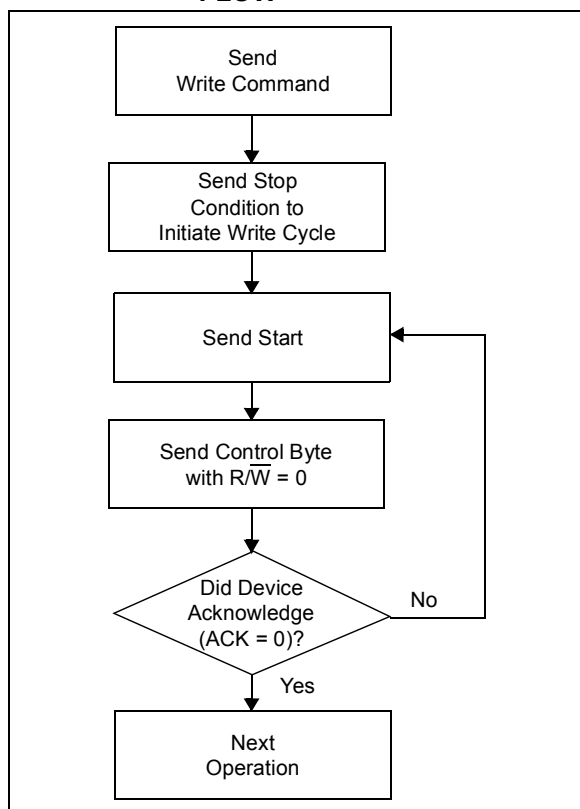 FLOW
Send
Write Command
Send Stop
Condition to
Initiate Write Cycle
Send Start
Send Control Byte
with R/W̅ = 0
Did Device
Acknowledge
(ACK = 0)?
No
Yes
Next
Operation